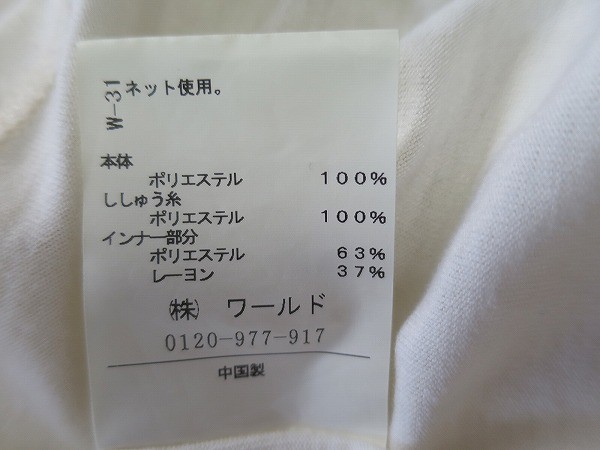 ネット使用。
W-31
本体
ポリエステル 100%
ししゅう糸
ポリエステル 100%
インナー部分
ポリエステル 63%
レーヨン 37%
㈱ ワールド
0120-977-917
中国製